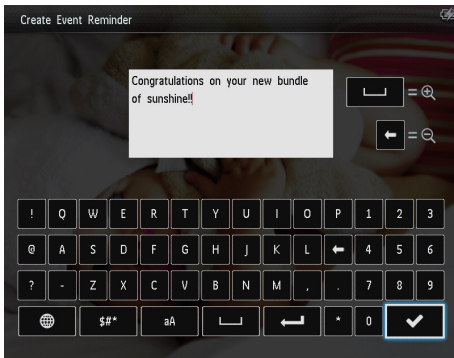 Create Event Reminder
Congratulations on your new bundle
of sunshine!!
=
=
! Q W E R T Y U I O P 1 2 3
@ A S D F G H J K L 4 5 6
? - Z X C V B N M , . 7 8 9
$#* aA * 0